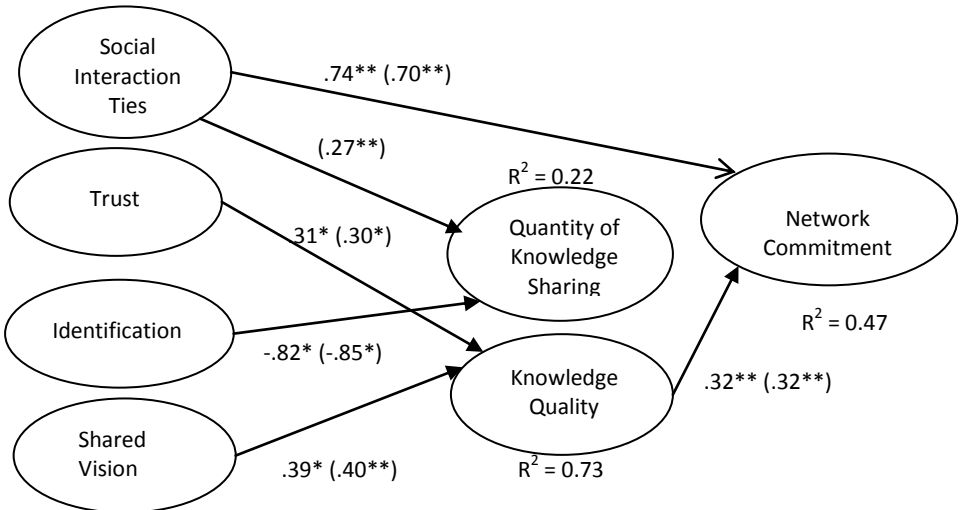 Social
Interaction
Ties
.74** (.70**)
(.27**)
R² = 0.22
Trust
.31* (.30*)
Quantity of
Knowledge
Sharing
Network
Commitment
R² = 0.47
Identification
-.82* (-.85*)
Knowledge
Quality
.32** (.32**)
Shared
Vision
.39* (.40**)
R² = 0.73